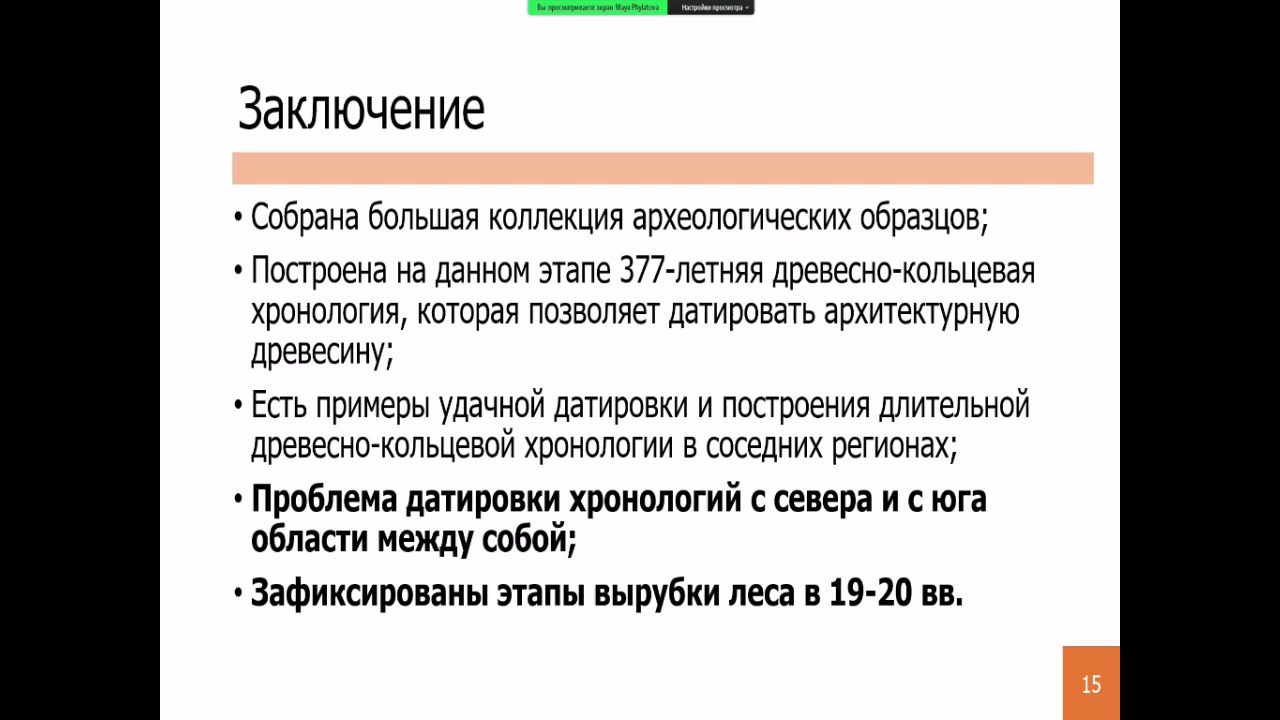 Вы просматриваете экран Maya Phylatova
Настройки просмотра
Заключение
• Собрана большая коллекция археологических образцов;
• Построена на данном этапе 377-летняя древесно-кольцевая
хронология, которая позволяет датировать архитектурную
древесину;
• Есть примеры удачной датировки и построения длительной
древесно-кольцевой хронологии в соседних регионах;
• Проблема датировки хронологий с севера и с юга
области между собой;
• Зафиксированы этапы вырубки леса в 19-20 вв.
15